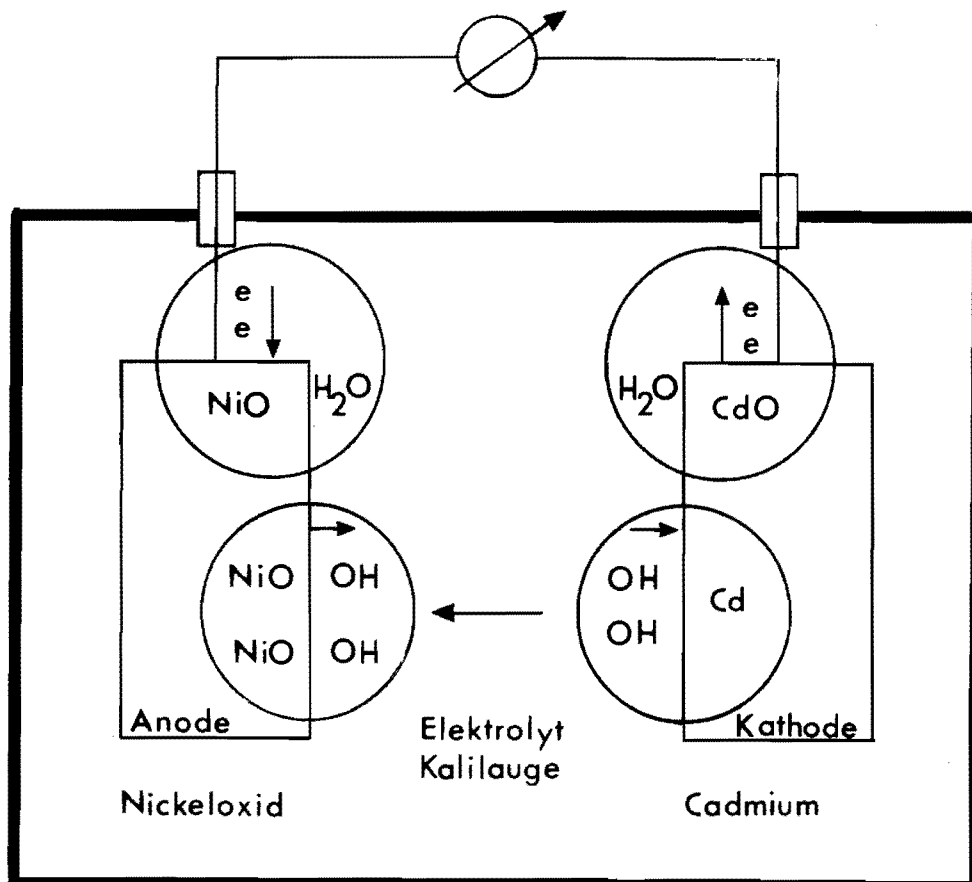 e
e
NiO
H₂O
NiO OH
NiO OH
Anode
Nickeloxid
Elektrolyt
Kalilauge
e
e
H₂O
CdO
OH
OH
Cd
Kathode
Cadmium